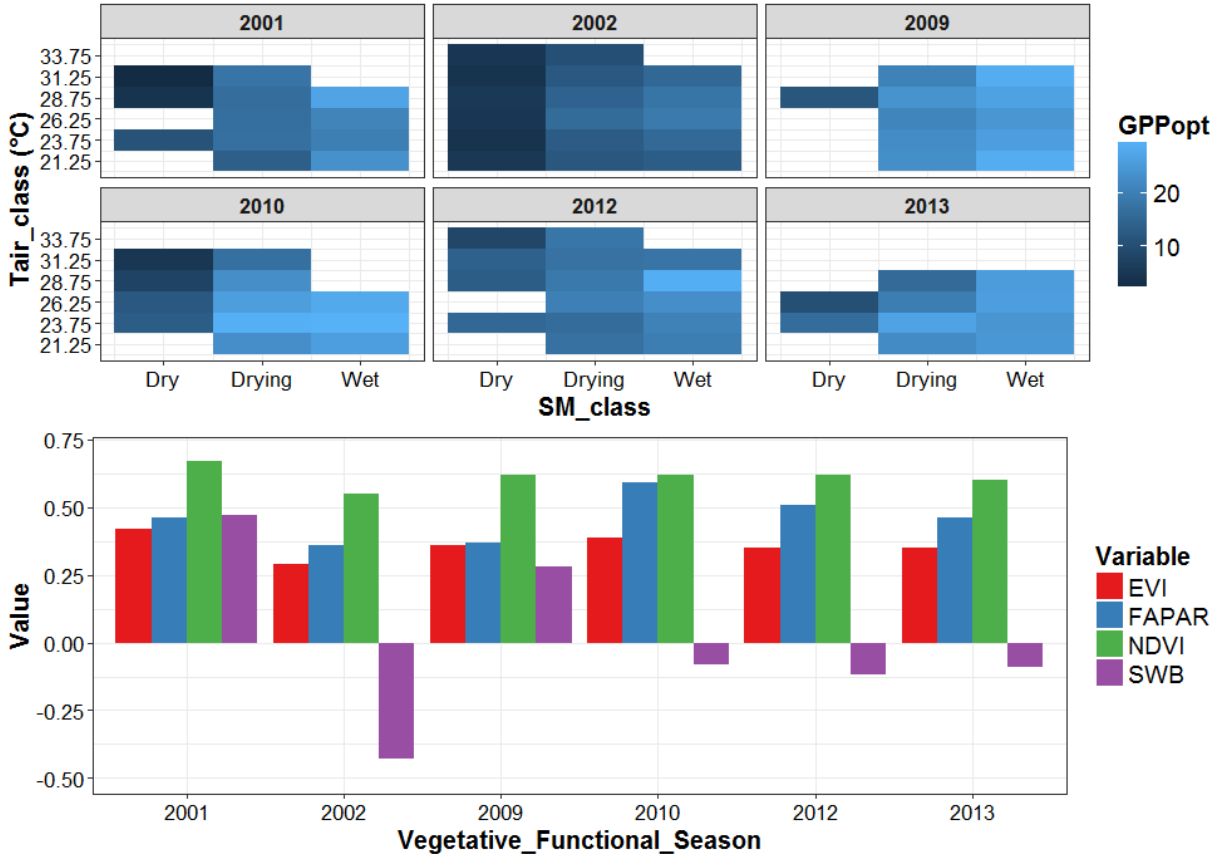 2001 2002 2009
33.75
31.25
28.75
26.25
23.75
21.25
GPPopt
20
10
2010 2012 2013
33.75
31.25
28.75
26.25
23.75
21.25
Tair_class (°C)
Dry Drying Wet Dry Drying Wet Dry Drying Wet
SM_class
0.75
0.50
0.25
0.00
-0.25
-0.50
Value
2001 2002 2009 2010 2012 2013
Vegetative_Functional_Season
Variable
EVI
FAPAR
NDVI
SWB